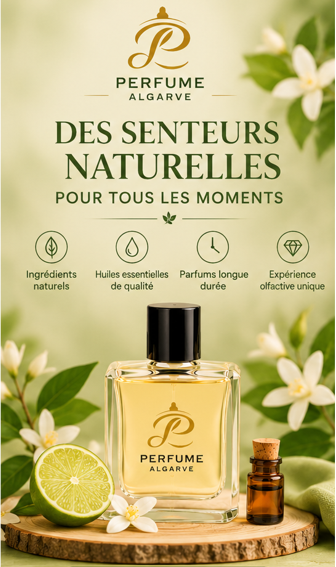 PERFUME
ALGARVE
DES SENTEURS
NATURELLES
POUR TOUS LES MOMENTS
Ingrédients
naturels
Huiles essentielles
de qualité
Parfums longue
durée
Expérience
olfactive unique
PERFUME
ALGARVE